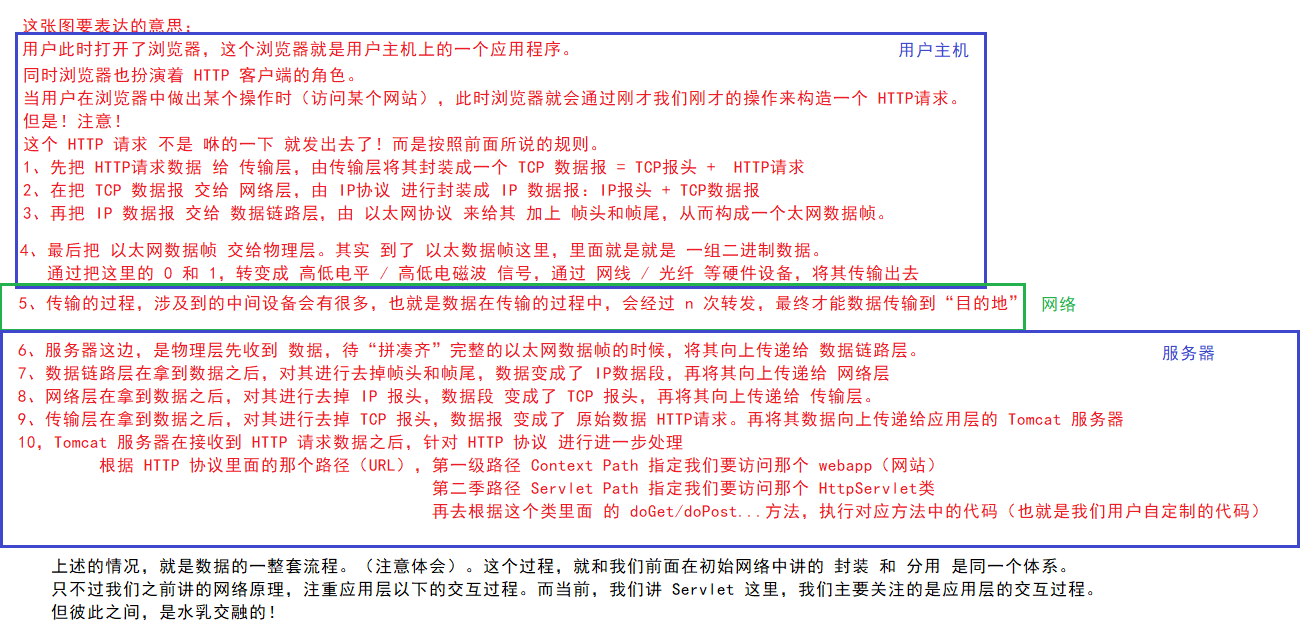 这张图要表达的意思：
用户此时打开了浏览器，这个浏览器就是用户主机上的一个应用程序。 用户主机
同时浏览器也扮演着 HTTP 客户端的角色。
当用户在浏览器中做出某个操作时（访问某个网站），此时浏览器就会通过刚才我们刚才的操作来构造一个 HTTP请求。
但是！注意！
这个 HTTP 请求 不是 咻的一下 就发出去了！而是按照前面所说的规则。
1、先把 HTTP请求数据 给 传输层，由传输层将其封装成一个 TCP 数据报 = TCP报头 + HTTP请求
2、在把 TCP 数据报 交给 网络层，由 IP协议 进行封装成 IP 数据报：IP报头 + TCP数据报
3、再把 IP 数据报 交给 数据链路层，由 以太网协议 来给其 加上 帧头和帧尾，从而构成一个太网数据帧。
4、最后把 以太网数据帧 交给物理层。其实 到了 以太数据帧这里，里面就是就是 一组二进制数据。
通过把这里的 0 和 1，转变成 高低电平 / 高低电磁波 信号，通过 网线 / 光纤 等硬件设备，将其传输出去
5、传输的过程，涉及到的中间设备会有很多，也就是数据在传输的过程中，会经过 n 次转发，最终才能数据传输到“目的地” 网络
6、服务器这边，是物理层先收到 数据，待“拼凑齐”完整的以太网数据帧的时候，将其向上传递给 数据链路层。 服务器
7、数据链路层在拿到数据之后，对其进行去掉帧头和帧尾，数据变成了 IP数据段，再将其向上传递给 网络层
8、网络层在拿到数据之后，对其进行去掉 IP 报头，数据段 变成了 TCP 报头，再将其向上传递给 传输层。
9、传输层在拿到数据之后，对其进行去掉 TCP 报头，数据报 变成了 原始数据 HTTP请求。再将其数据向上传递给应用层的 Tomcat 服务器
10，Tomcat 服务器在接收到 HTTP 请求数据之后，针对 HTTP 协议 进行进一步处理
根据 HTTP 协议里面的那个路径（URL），第一级路径 Context Path 指定我们要访问那个 webapp（网站）
第二季路径 Servlet Path 指定我们要访问那个 HttpServlet类
再去根据这个类里面 的 doGet/doPost...方法，执行对应方法中的代码（也就是我们用户自定制的代码）
上述的情况，就是数据的一整套流程。（注意体会）。这个过程，就和我们前面在初始网络中讲的 封装 和 分用 是同一个体系。
只不过我们之前讲的网络原理，注重应用层以下的交互过程。而当前，我们讲 Servlet 这里，我们主要关注的是应用层的交互过程。
但彼此之间，是水乳交融的！